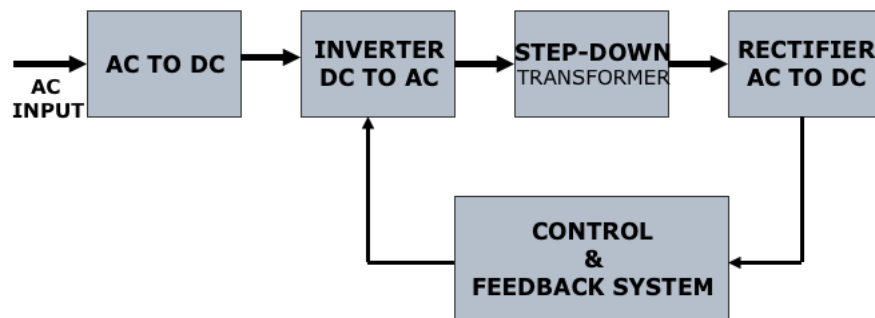 AC
INPUT
AC TO DC
INVERTER
DC TO AC
STEP-DOWN
TRANSFORMER
RECTIFIER
AC TO DC
CONTROL
&
FEEDBACK SYSTEM